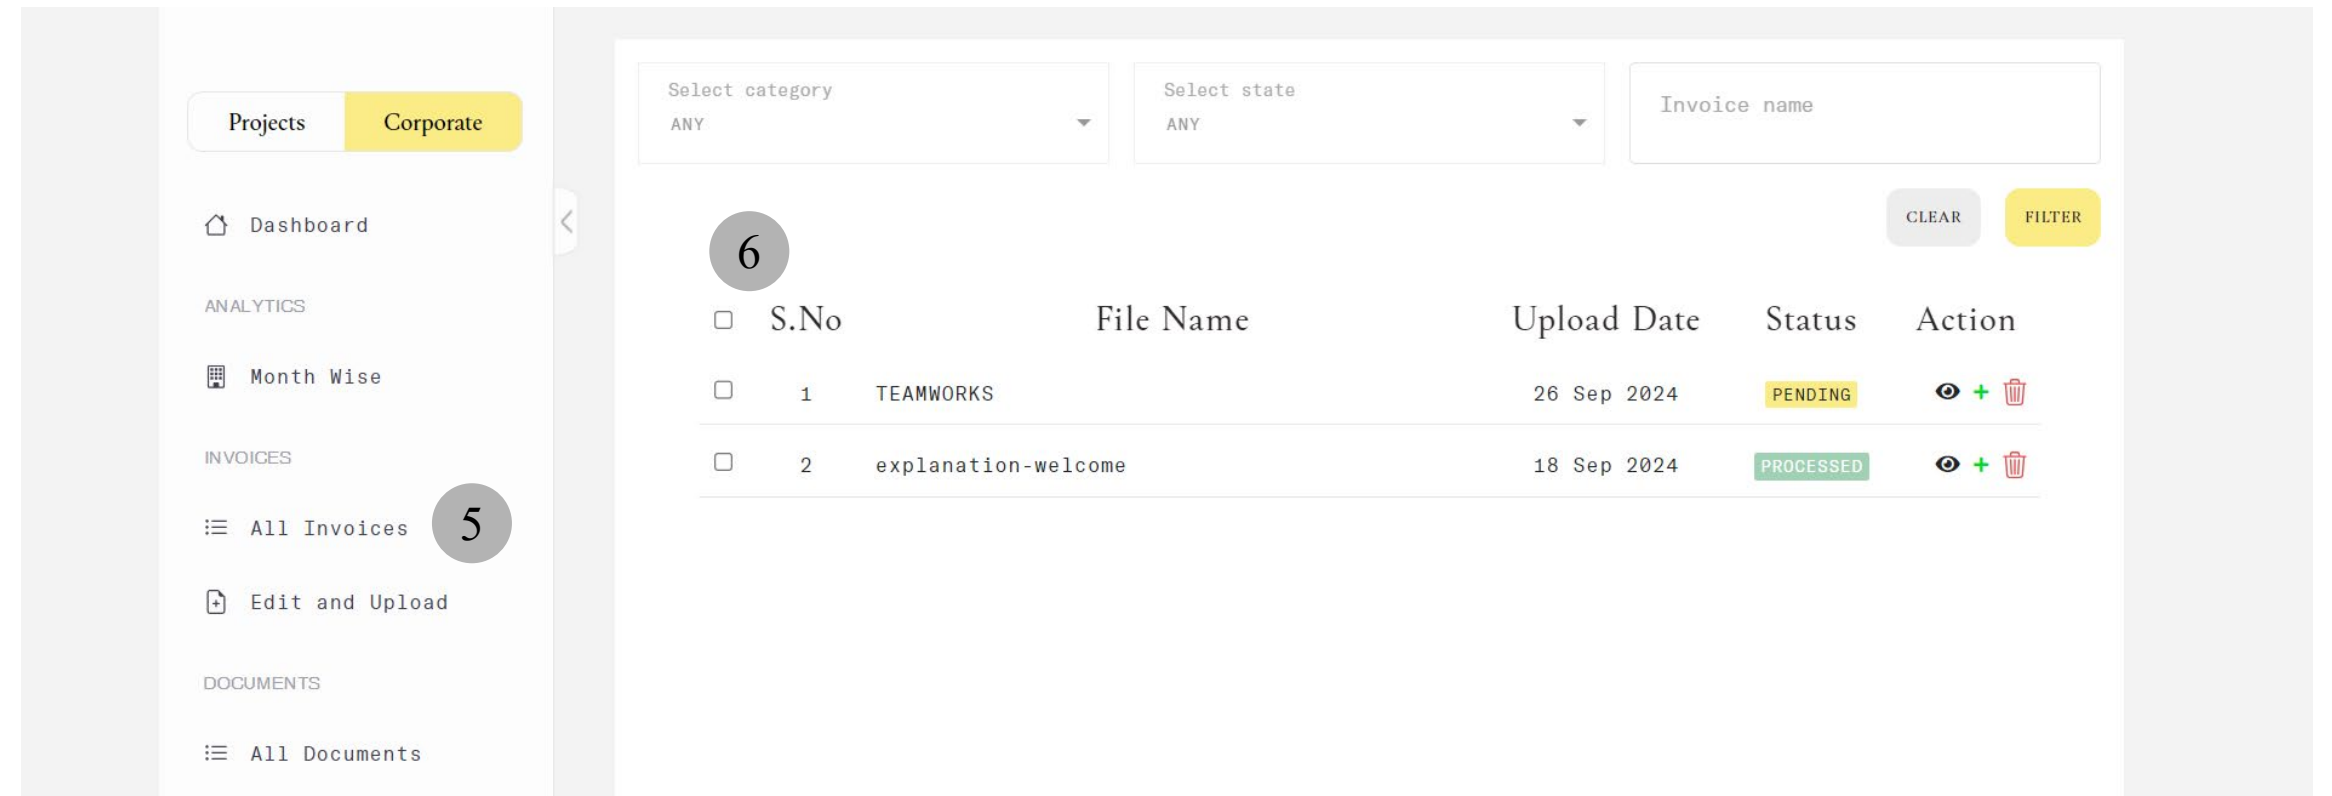 Projects Corporate
Dashboard
ANALYTICS
Month Wise
INVOICES
All Invoices 5
Edit and Upload
DOCUMENTS
All Documents
Select category
ANY
Select state
ANY
Invoice name
CLEAR FILTER
6
S.No File Name Upload Date Status Action
1 TEAMWORKS 26 Sep 2024 PENDING
2 explanation-welcome 18 Sep 2024 PROCESSED